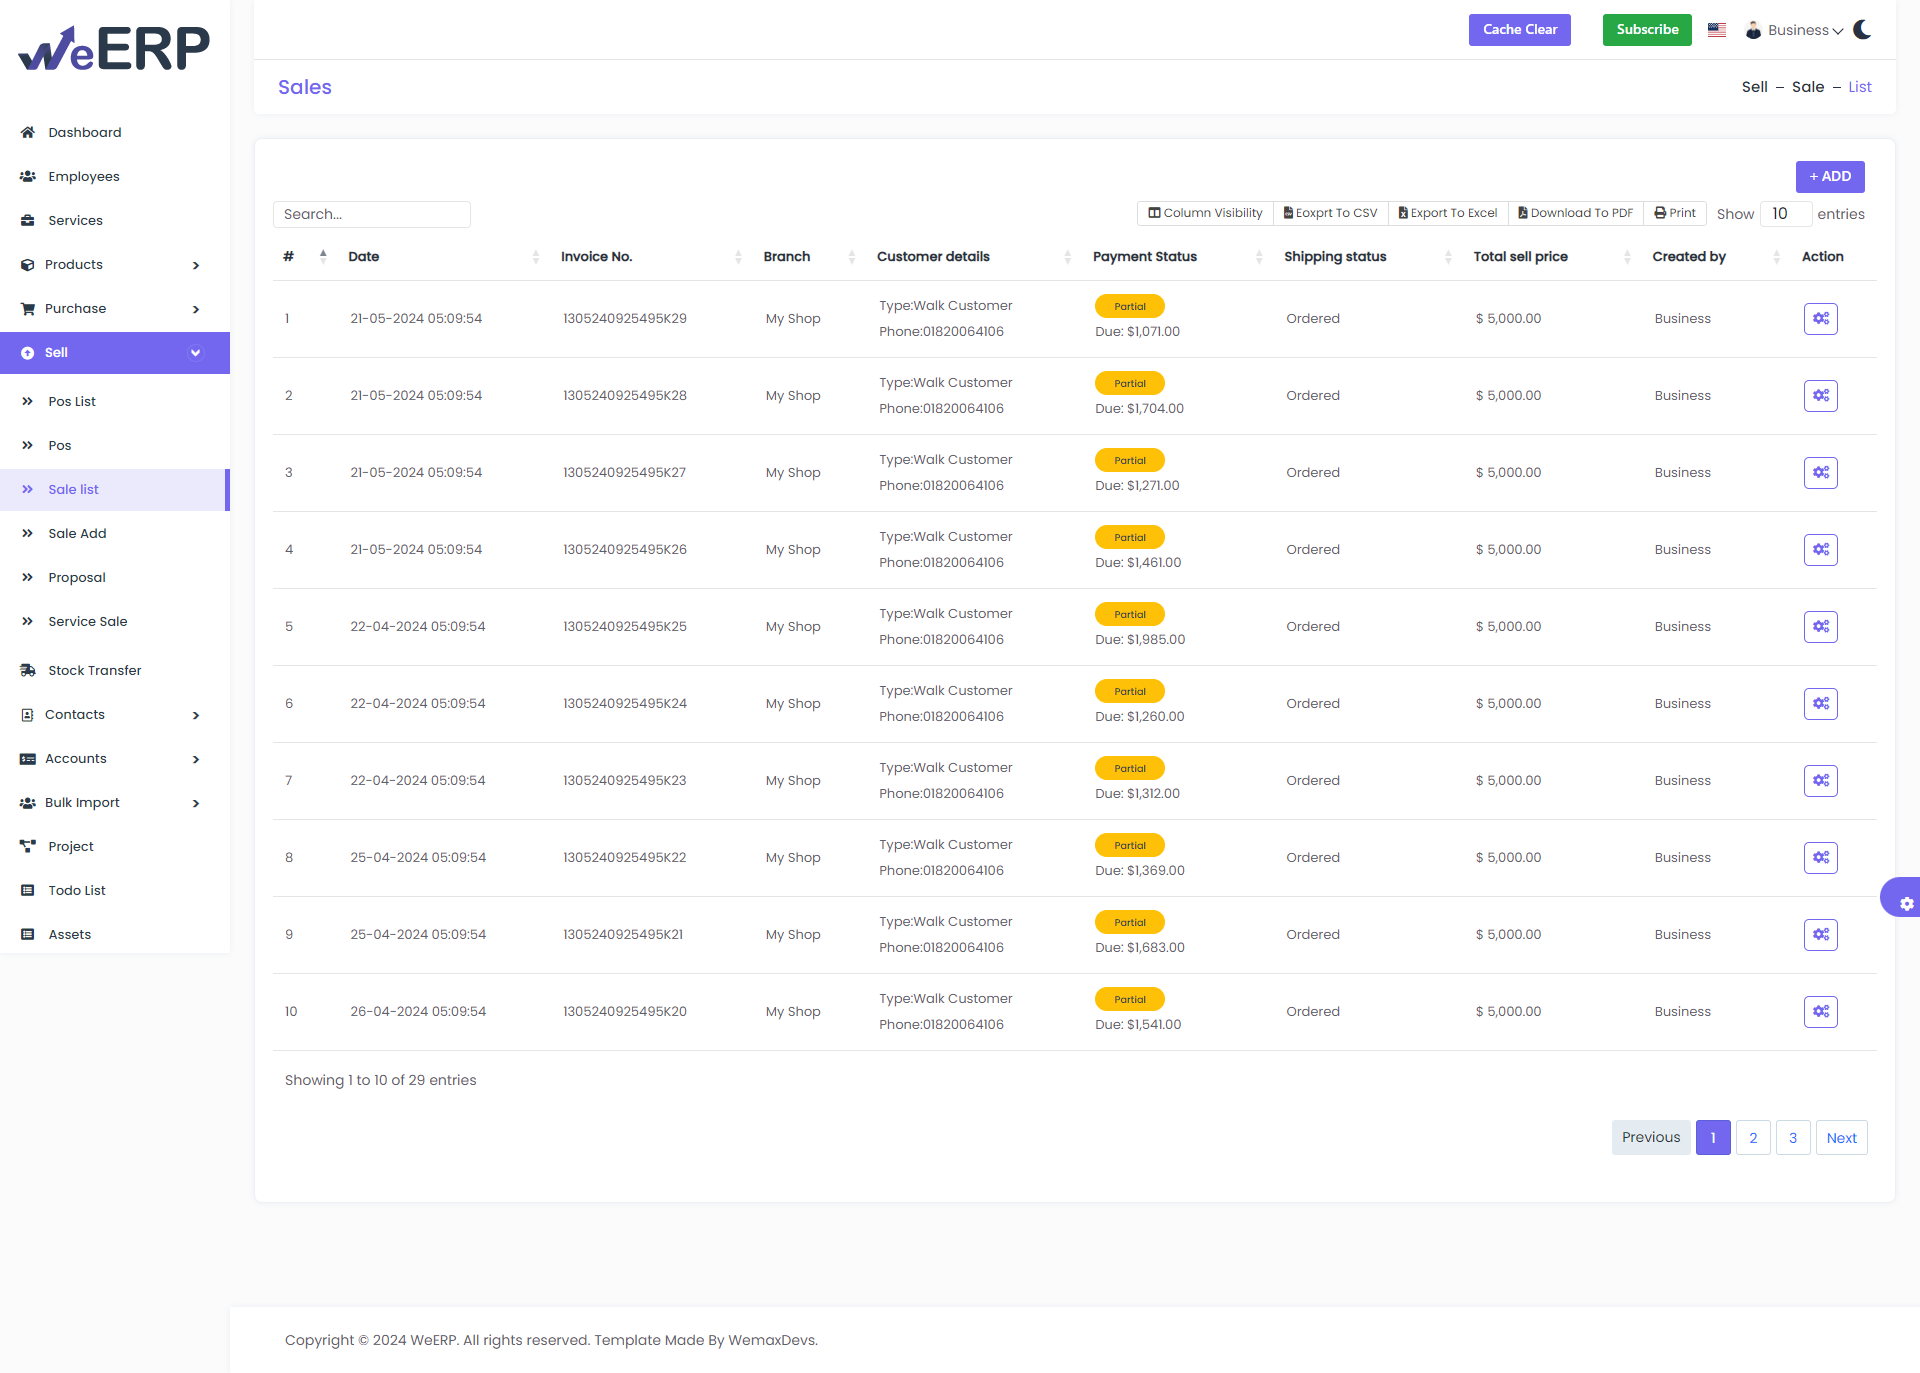 WeERP
Dashboard
Employees
Services
Products
Purchase
Sell
Pos List
Pos
Sale list
Sale Add
Proposal
Service Sale
Stock Transfer
Contacts
Accounts
Bulk Import
Project
Todo List
Assets
Cache Clear Subscribe Business
Sales Sell – Sale – List
+ ADD
Search... Column Visibility Eoxprt To CSV Export To Excel Download To PDF Print Show 10 entries
# Date Invoice No. Branch Customer details Payment Status Shipping status Total sell price Created by Action
Type:Walk Customer Partial
1 21-05-2024 05:09:54 1305240925495K29 My Shop Ordered $ 5,000.00 Business
Phone:01820064106 Due: $1,071.00
Type:Walk Customer Partial
2 21-05-2024 05:09:54 1305240925495K28 My Shop Ordered $ 5,000.00 Business
Phone:01820064106 Due: $1,704.00
Type:Walk Customer Partial
3 21-05-2024 05:09:54 1305240925495K27 My Shop Ordered $ 5,000.00 Business
Phone:01820064106 Due: $1,271.00
Type:Walk Customer Partial
4 21-05-2024 05:09:54 1305240925495K26 My Shop Ordered $ 5,000.00 Business
Phone:01820064106 Due: $1,461.00
Type:Walk Customer Partial
5 22-04-2024 05:09:54 1305240925495K25 My Shop Ordered $ 5,000.00 Business
Phone:01820064106 Due: $1,985.00
Type:Walk Customer Partial
6 22-04-2024 05:09:54 1305240925495K24 My Shop Ordered $ 5,000.00 Business
Phone:01820064106 Due: $1,260.00
Type:Walk Customer Partial
7 22-04-2024 05:09:54 1305240925495K23 My Shop Ordered $ 5,000.00 Business
Phone:01820064106 Due: $1,312.00
Type:Walk Customer Partial
8 25-04-2024 05:09:54 1305240925495K22 My Shop Ordered $ 5,000.00 Business
Phone:01820064106 Due: $1,369.00
Type:Walk Customer Partial
9 25-04-2024 05:09:54 1305240925495K21 My Shop Ordered $ 5,000.00 Business
Phone:01820064106 Due: $1,683.00
Type:Walk Customer Partial
10 26-04-2024 05:09:54 1305240925495K20 My Shop Ordered $ 5,000.00 Business
Phone:01820064106 Due: $1,541.00
Showing 1 to 10 of 29 entries
Previous 1 2 3 Next
Copyright © 2024 WeERP. All rights reserved. Template Made By WemaxDevs.